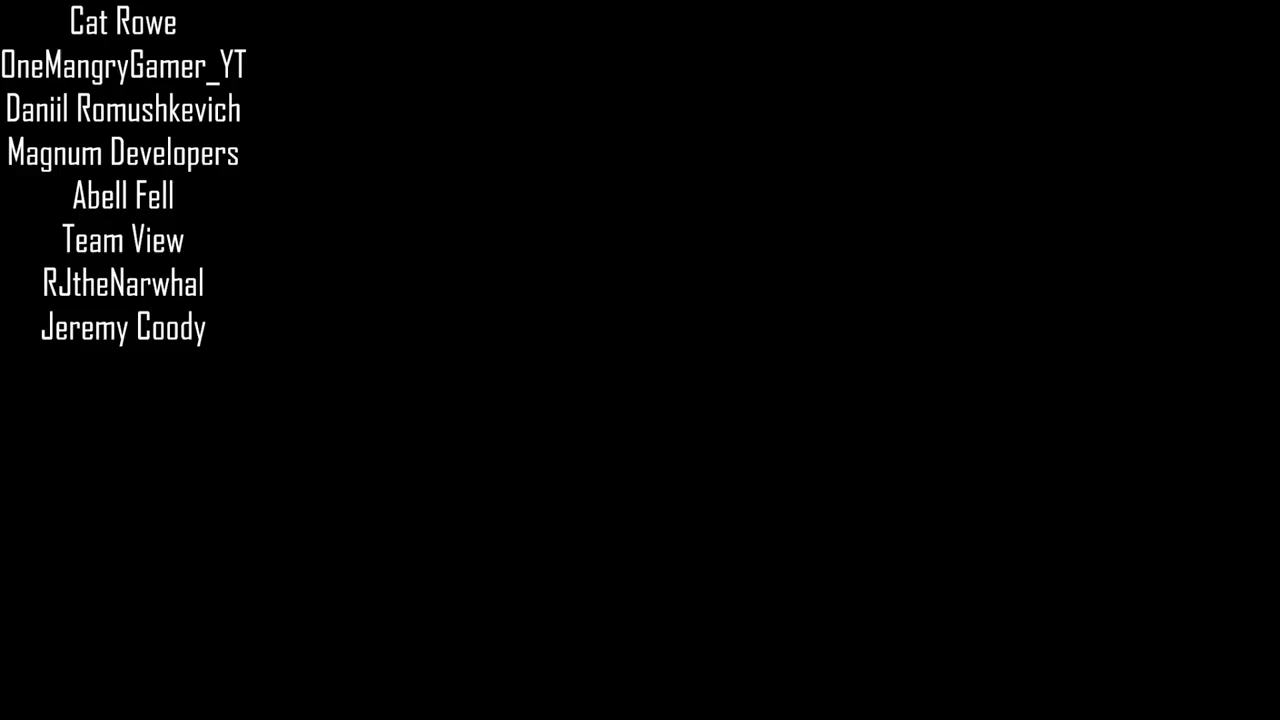 Cat Rowe
OneMangryGamer_YT
Daniil Romushkevich
Magnum Developers
Abell Fell
Team View
RJtheNarwhal
Jeremy Coody